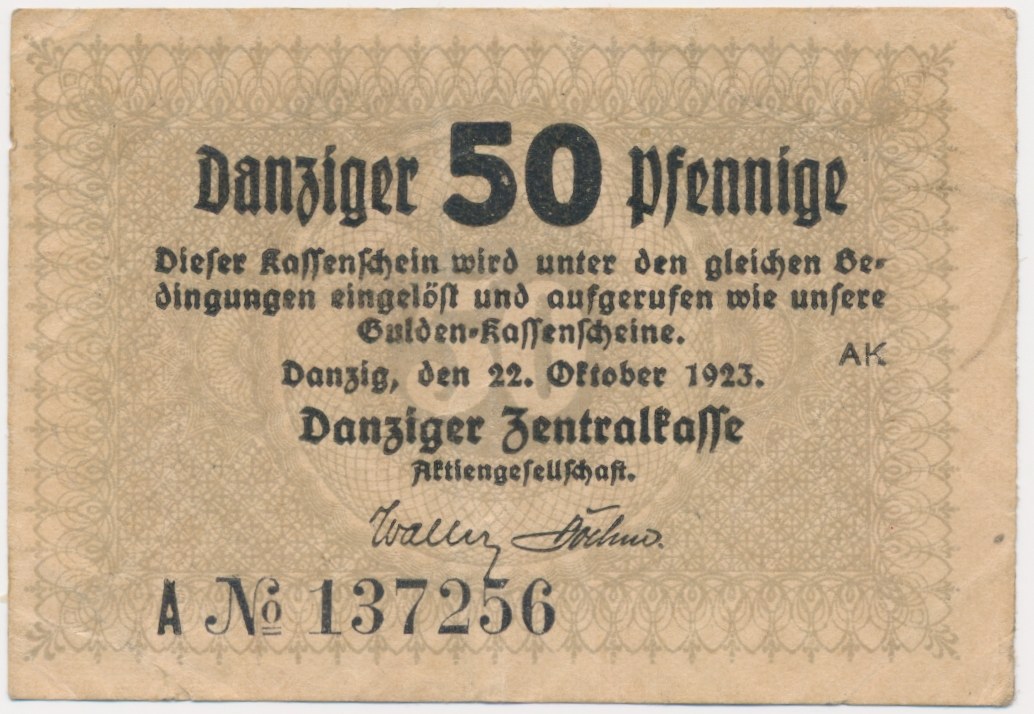 Danziger 50 Pfennige
Dieser Kassenschein wird unter den gleichen Be-
dingungen eingelöst und aufgerufen wie unsere
Gulden-Kassenscheine.
AK
Danzig, den 22. Oktober 1923.
Danziger Zentralkasse
Aktiengesellschaft.
A № 137256